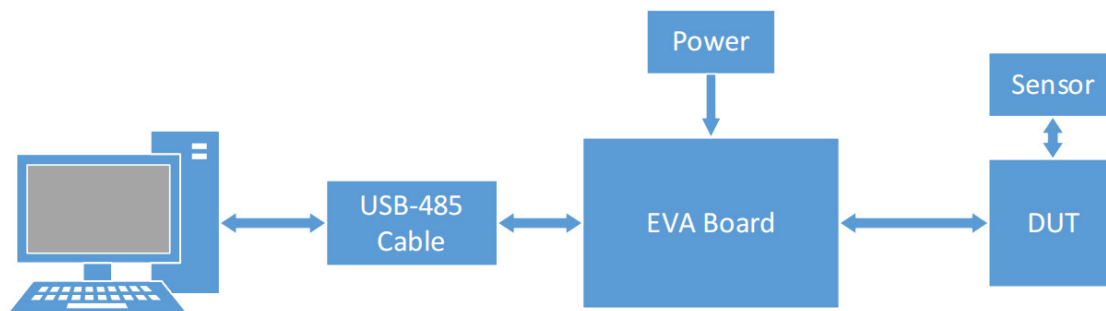 Power
Sensor
USB-485
Cable
EVA Board
DUT